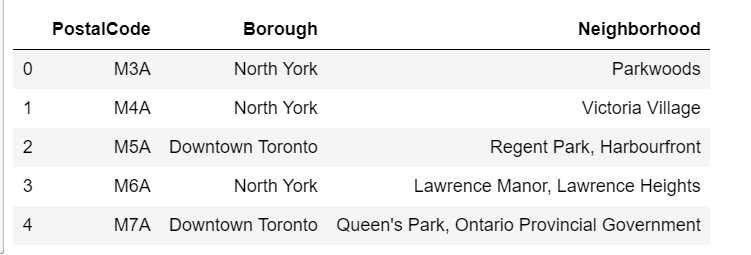 PostalCode Borough Neighborhood
0 M3A North York Parkwoods
1 M4A North York Victoria Village
2 M5A Downtown Toronto Regent Park, Harbourfront
3 M6A North York Lawrence Manor, Lawrence Heights
4 M7A Downtown Toronto Queen's Park, Ontario Provincial Government